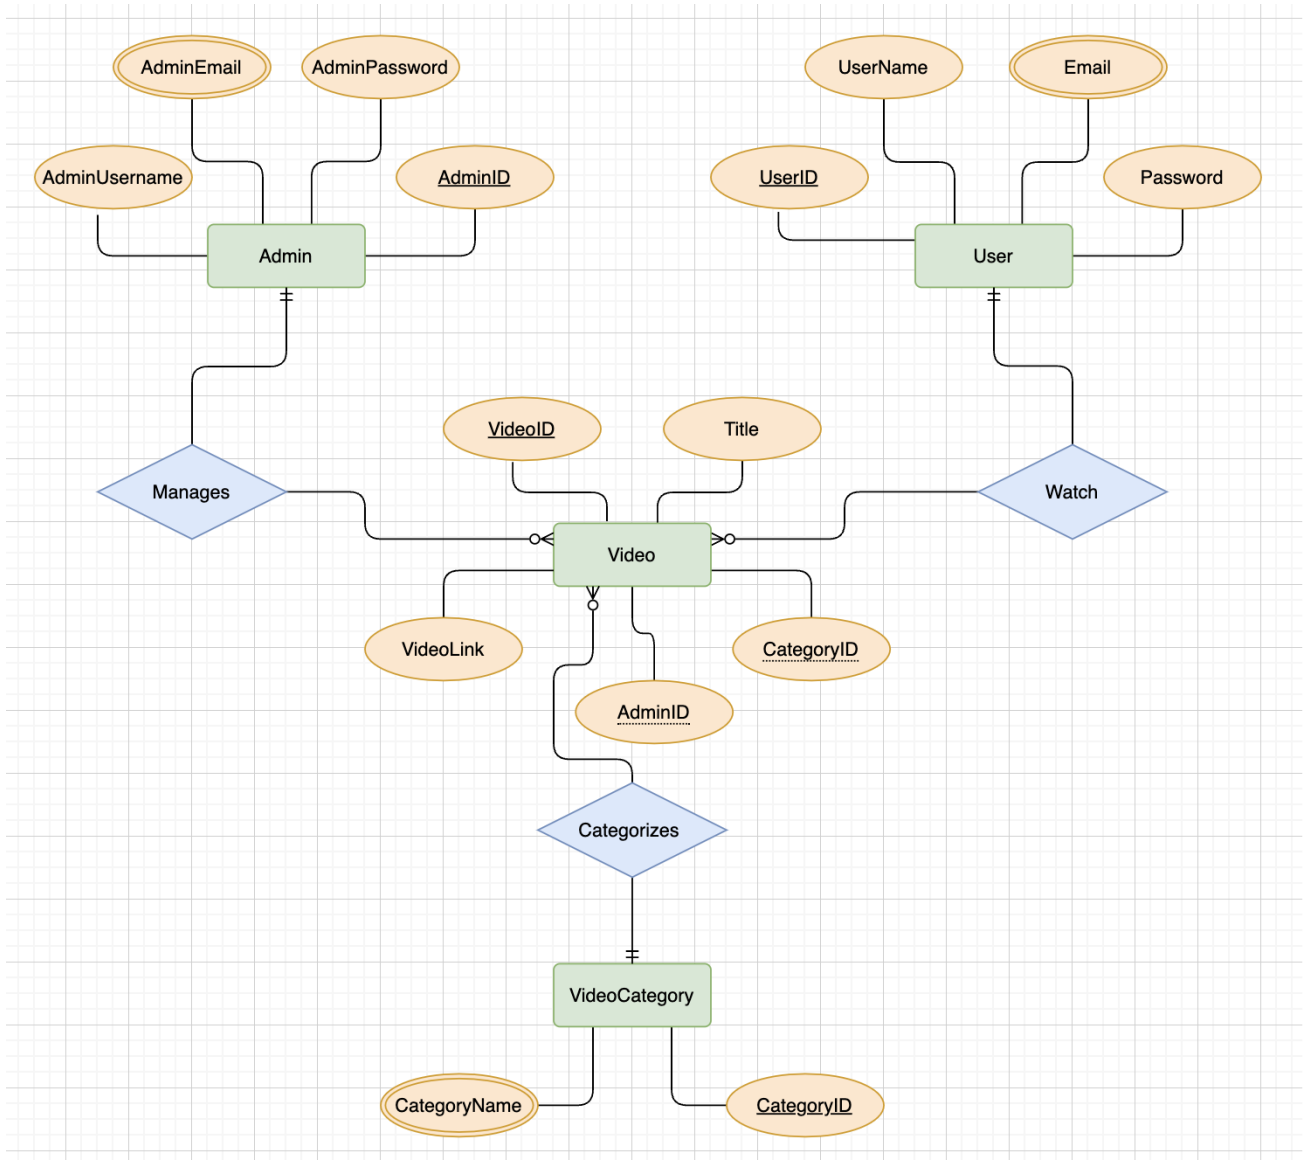 AdminEmail
AdminPassword
UserName
Email
AdminUsername
AdminID
UserID
Password
Admin
User
VideoID
Title
Manages
Watch
Video
VideoLink
CategoryID
AdminID
Categorizes
VideoCategory
CategoryName
CategoryID